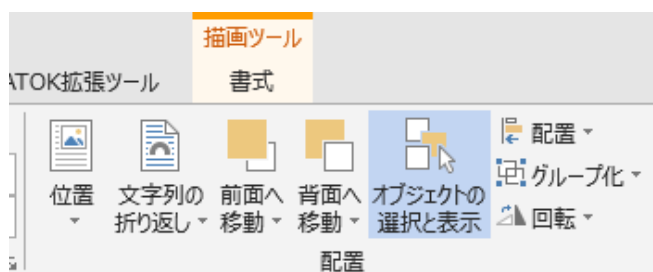 描画ツール
ATOK拡張ツール 書式
位置 文字列の折り返し 前面へ移動 背面へ移動 オブジェクトの選択と表示
配置
グループ化
回転
配置